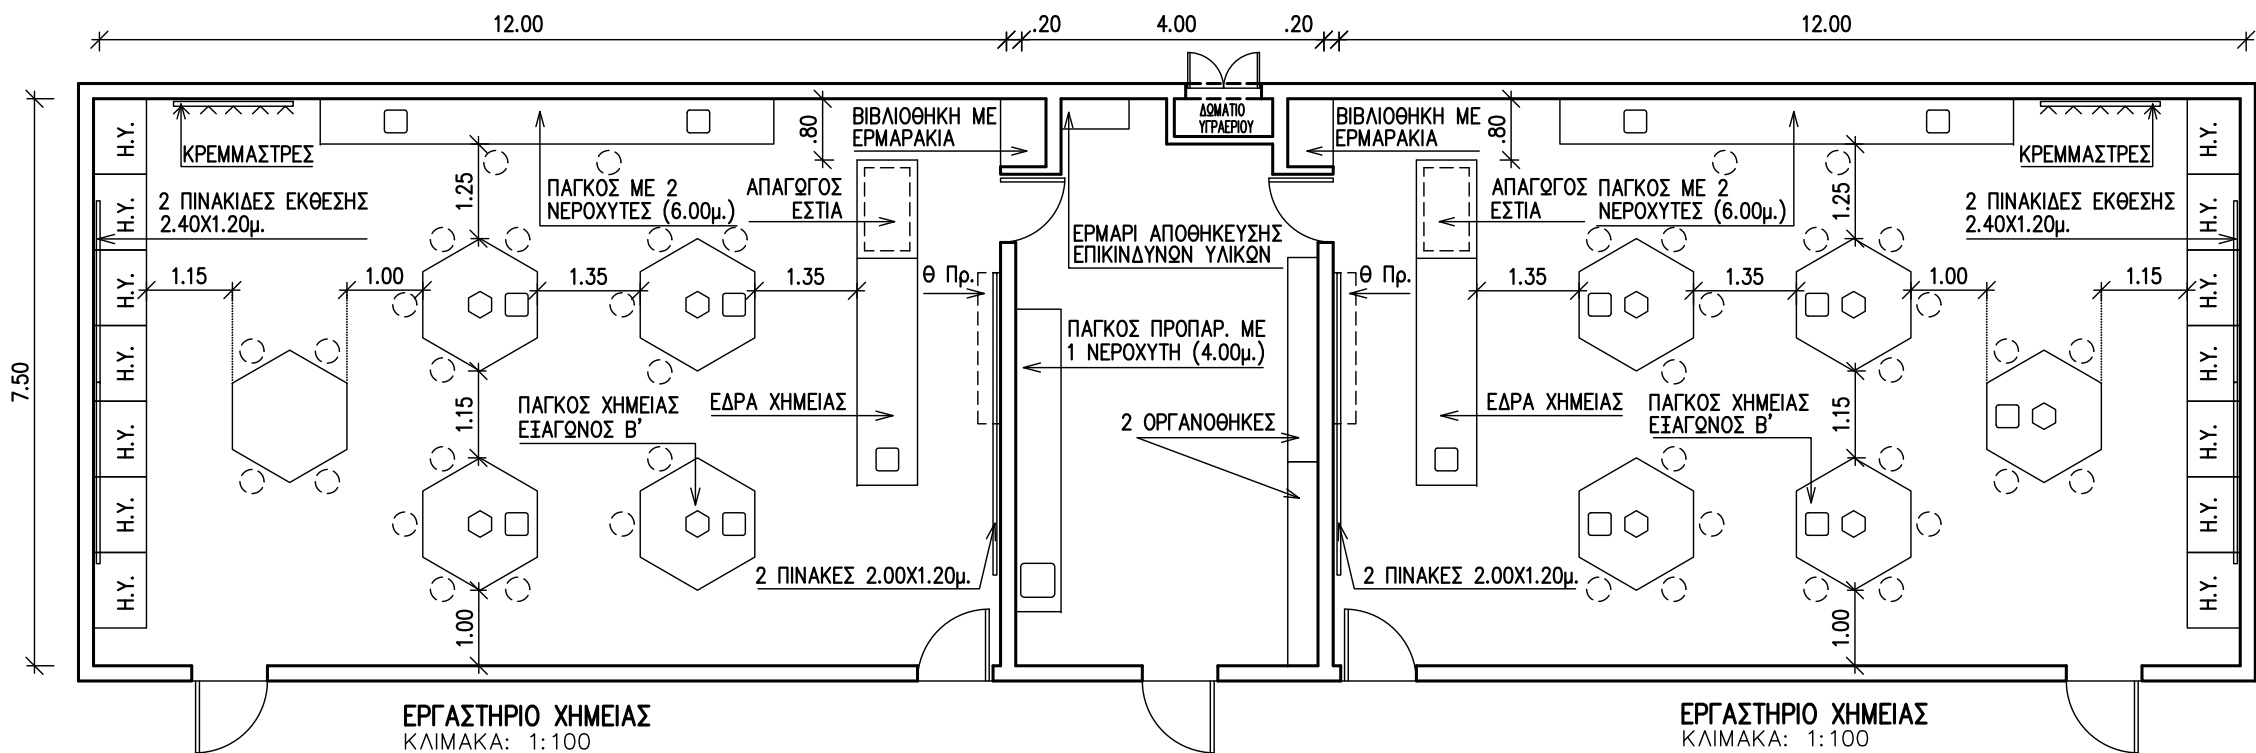 12.00
.20
4.00
.20
12.00
7.50
Η.Υ.
Η.Υ.
Η.Υ.
Η.Υ.
Η.Υ.
Η.Υ.
Η.Υ.
ΚΡΕΜΜΑΣΤΡΕΣ
2 ΠΙΝΑΚΙΔΕΣ ΕΚΘΕΣΗΣ
2.40Χ1.20μ.
1.25
ΠΑΓΚΟΣ ΜΕ 2
ΝΕΡΟΧΥΤΕΣ (6.00μ.)
.80
ΒΙΒΛΙΟΘΗΚΗ ΜΕ
ΕΡΜΑΡΑΚΙΑ
ΑΠΑΓΩΓΟΣ
ΕΣΤΙΑ
1.15
1.00
1.35
1.35
Θ Πρ.
1.15
ΠΑΓΚΟΣ ΧΗΜΕΙΑΣ
ΕΞΑΓΩΝΟΣ Β'
ΕΔΡΑ ΧΗΜΕΙΑΣ
2 ΠΙΝΑΚΕΣ 2.00Χ1.20μ.
1.00
ΔΩΜΑΤΙΟ
ΥΓΡΑΕΡΙΟΥ
ΕΡΜΑΡΙ ΑΠΟΘΗΚΕΥΣΗΣ
ΕΠΙΚΙΝΔΥΝΩΝ ΥΛΙΚΩΝ
ΠΑΓΚΟΣ ΠΡΟΠΑΡ. ΜΕ
1 ΝΕΡΟΧΥΤΗ (4.00μ.)
2 ΟΡΓΑΝΟΘΗΚΕΣ
ΒΙΒΛΙΟΘΗΚΗ ΜΕ
ΕΡΜΑΡΑΚΙΑ
.80
ΑΠΑΓΩΓΟΣ
ΕΣΤΙΑ
ΠΑΓΚΟΣ ΜΕ 2
ΝΕΡΟΧΥΤΕΣ (6.00μ.)
1.25
ΚΡΕΜΜΑΣΤΡΕΣ
2 ΠΙΝΑΚΙΔΕΣ ΕΚΘΕΣΗΣ
2.40Χ1.20μ.
Θ Πρ.
1.35
1.35
1.00
1.15
ΕΔΡΑ ΧΗΜΕΙΑΣ
ΠΑΓΚΟΣ ΧΗΜΕΙΑΣ
ΕΞΑΓΩΝΟΣ Β'
1.15
2 ΠΙΝΑΚΕΣ 2.00Χ1.20μ.
1.00
Η.Υ.
Η.Υ.
Η.Υ.
Η.Υ.
Η.Υ.
Η.Υ.
Η.Υ.
ΕΡΓΑΣΤΗΡΙΟ ΧΗΜΕΙΑΣ
ΚΛΙΜΑΚΑ: 1:100
ΕΡΓΑΣΤΗΡΙΟ ΧΗΜΕΙΑΣ
ΚΛΙΜΑΚΑ: 1:100